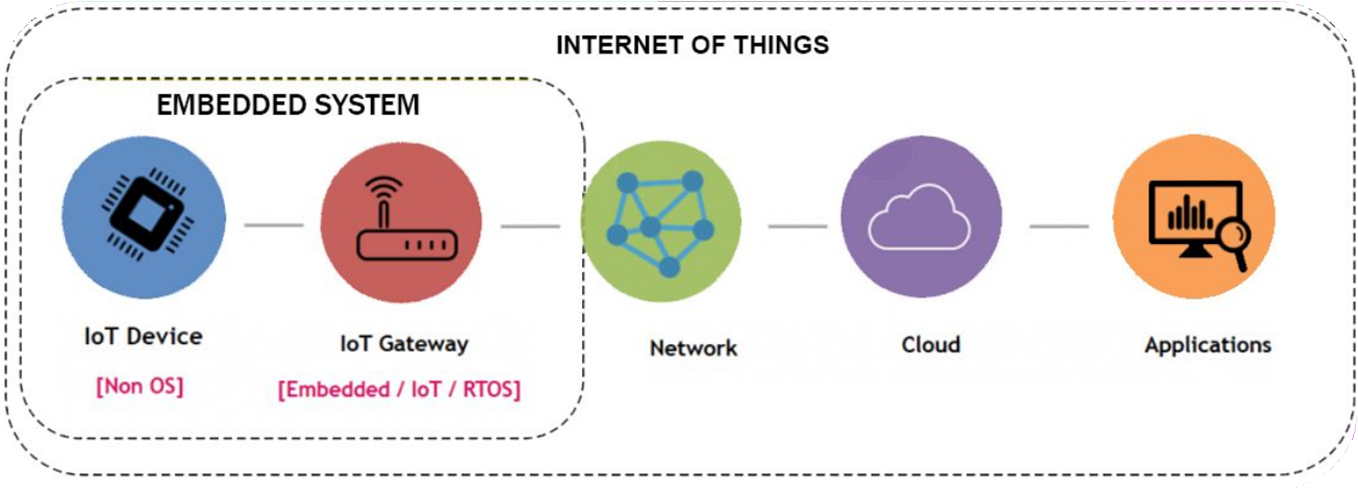 INTERNET OF THINGS
EMBEDDED SYSTEM
IoT Device
IoT Gateway
Network
Cloud
Applications
[Non OS]
[Embedded / IoT / RTOS]